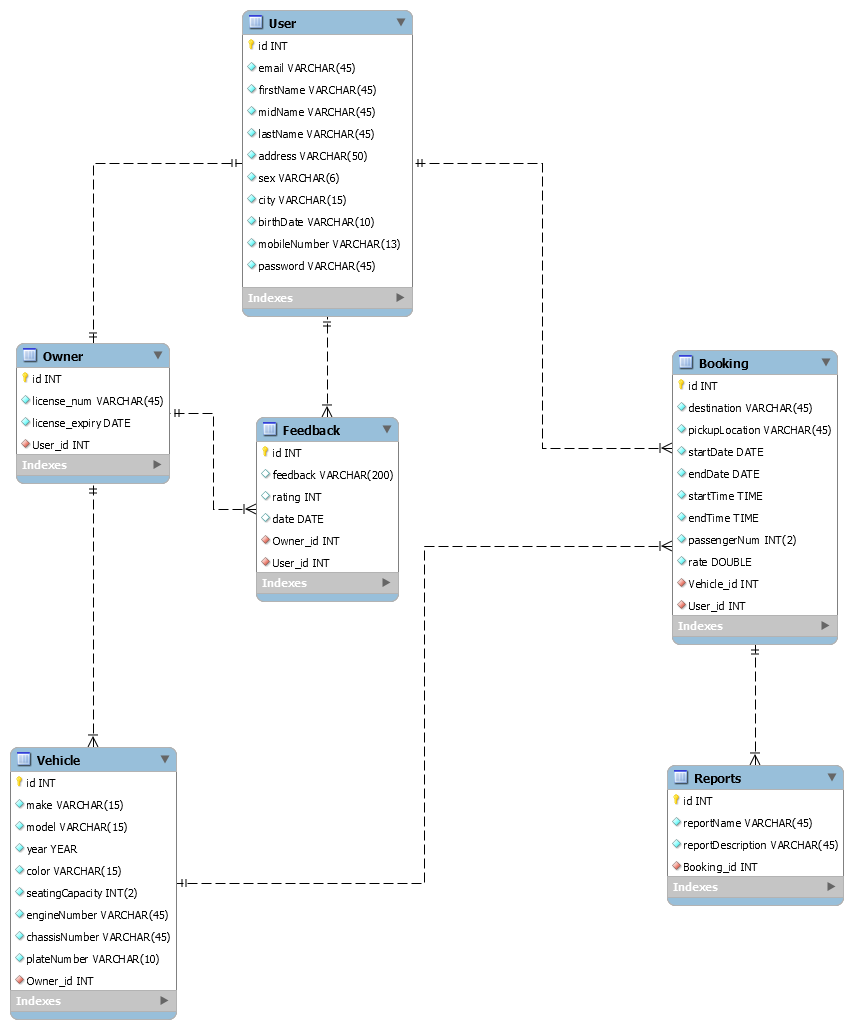 User
id INT
email VARCHAR(45)
firstName VARCHAR(45)
midName VARCHAR(45)
lastName VARCHAR(45)
address VARCHAR(50)
sex VARCHAR(6)
city VARCHAR(15)
birthDate VARCHAR(10)
mobileNumber VARCHAR(13)
password VARCHAR(45)
Indexes
Owner
id INT
license_num VARCHAR(45)
license_expiry DATE
User_id INT
Indexes
Feedback
id INT
feedback VARCHAR(200)
rating INT
date DATE
Owner_id INT
User_id INT
Indexes
Booking
id INT
destination VARCHAR(45)
pickupLocation VARCHAR(45)
startDate DATE
endDate DATE
startTime TIME
endTime TIME
passengerNum INT(2)
rate DOUBLE
Vehicle_id INT
User_id INT
Indexes
Vehicle
id INT
make VARCHAR(15)
model VARCHAR(15)
year YEAR
color VARCHAR(15)
seatingCapacity INT(2)
engineNumber VARCHAR(45)
chassisNumber VARCHAR(45)
plateNumber VARCHAR(10)
Owner_id INT
Indexes
Reports
id INT
reportName VARCHAR(45)
reportDescription VARCHAR(45)
Booking_id INT
Indexes